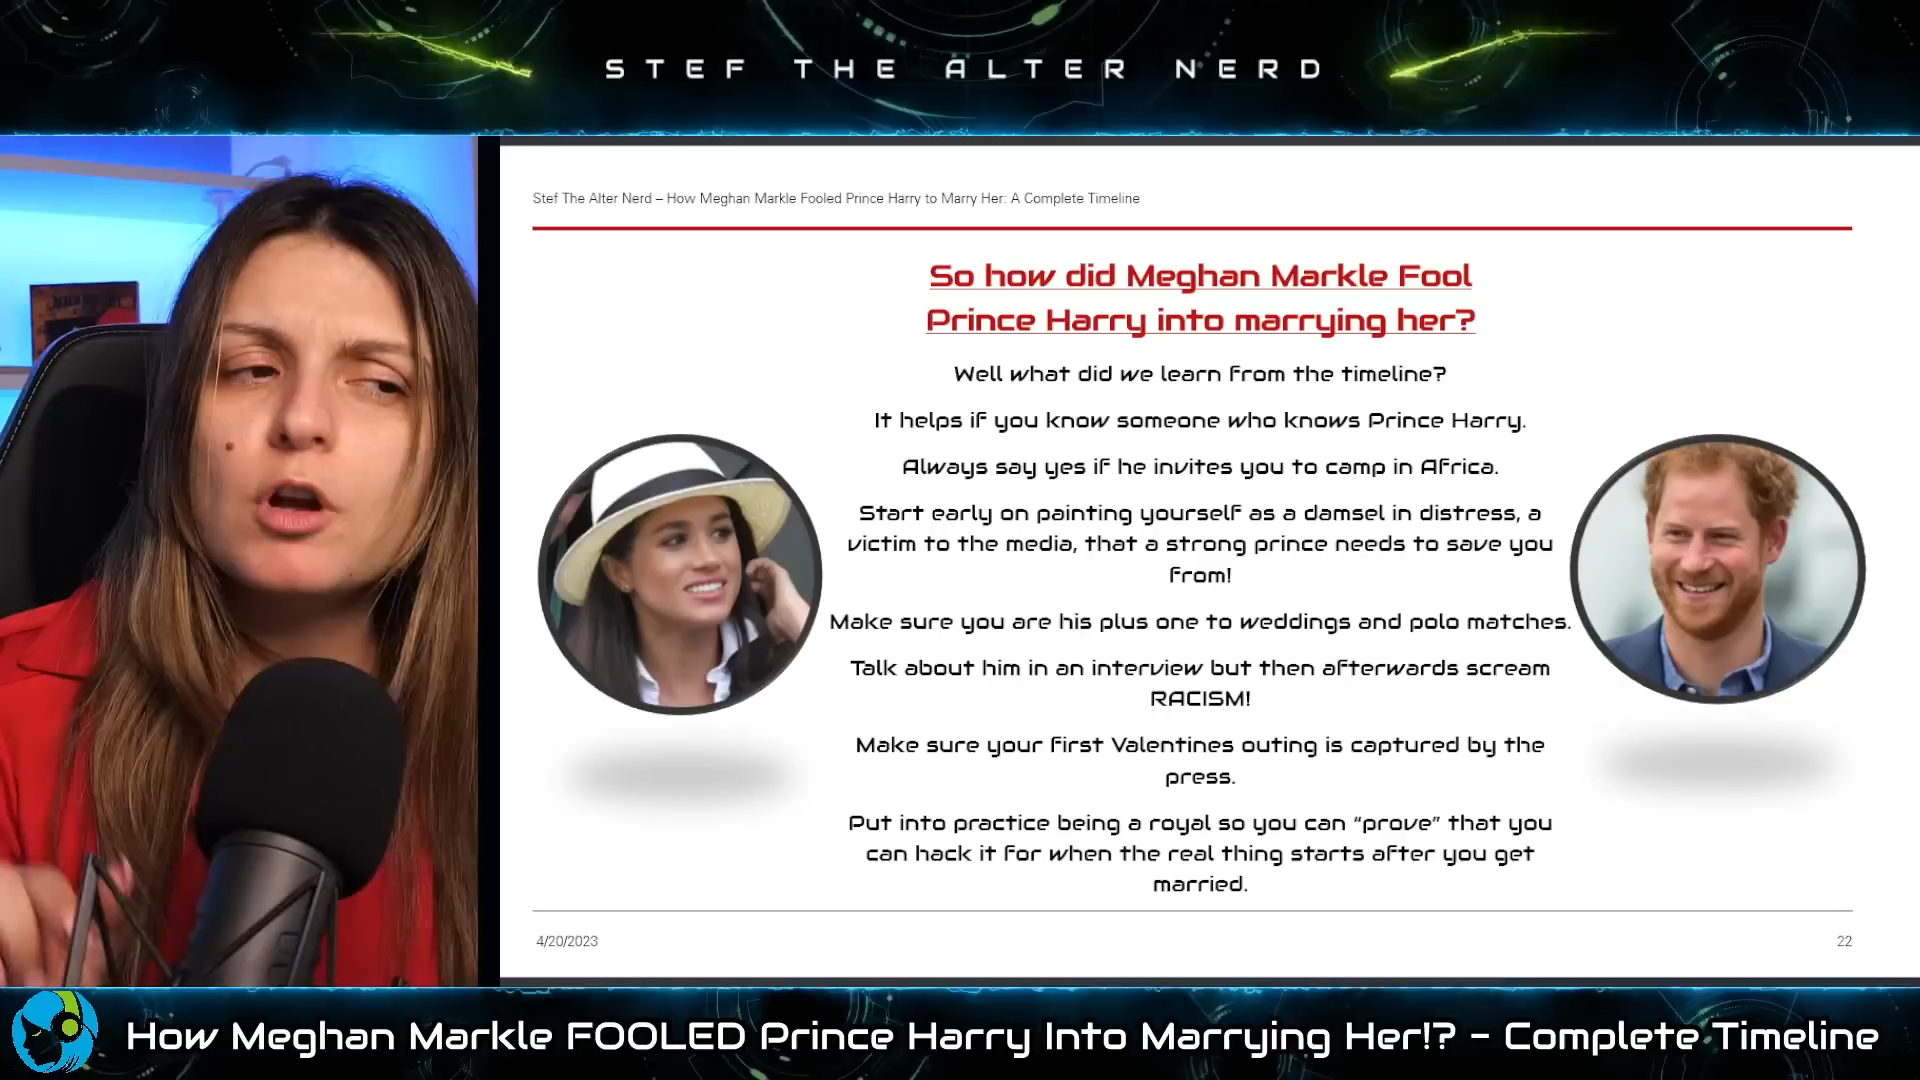 STEF THE ALTER NERD
Stef The Alter Nerd – How Meghan Markle Fooled Prince Harry to Marry Her: A Complete Timeline
So how did Meghan Markle Fool
Prince Harry into marrying her?
Well what did we learn from the timeline?
It helps if you know someone who knows Prince Harry.
Always say yes if he invites you to camp in Africa.
Start early on painting yourself as a damsel in distress, a
victim to the media, that a strong prince needs to save you
from!
Make sure you are his plus one to weddings and polo matches.
Talk about him in an interview but then afterwards scream
RACISM!
Make sure your first Valentines outing is captured by the
press.
Put into practice being a royal so you can “prove” that you
can hack it for when the real thing starts after you get
married.
4/20/2023
22
How Meghan Markle FOOLED Prince Harry Into Marrying Her!? - Complete Timeline